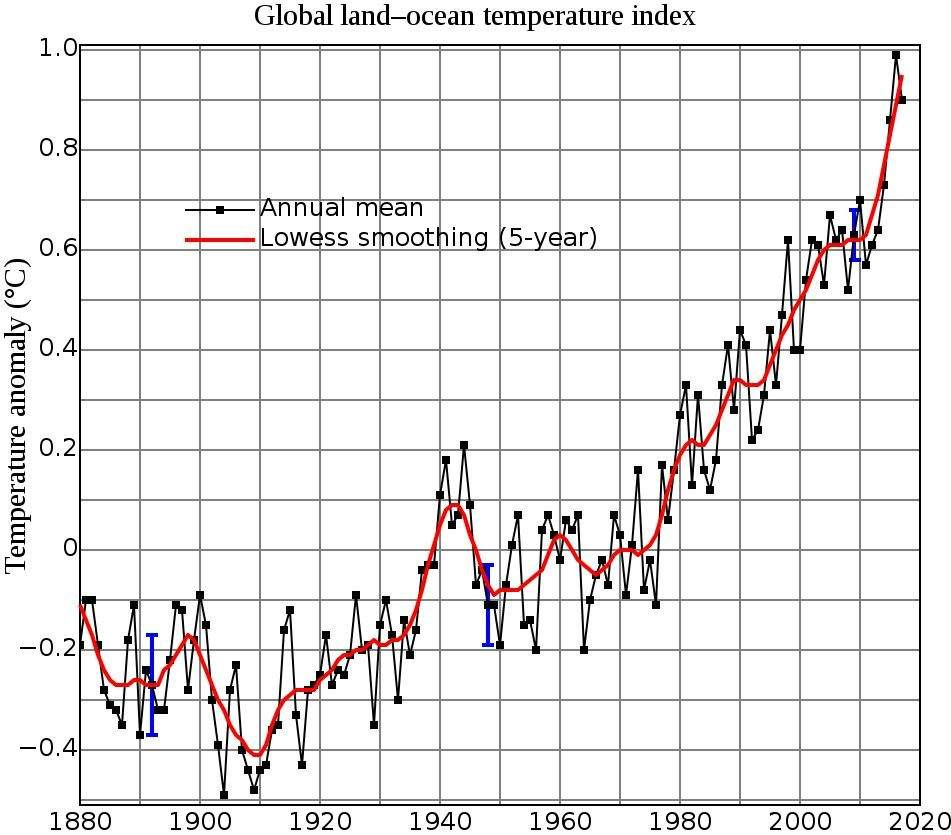 Global land–ocean temperature index
Temperature anomaly (°C)
1.0
0.8
0.6
0.4
0.2
0
−0.2
−0.4
Annual mean
Lowess smoothing (5-year)
1880 1900 1920 1940 1960 1980 2000 2020